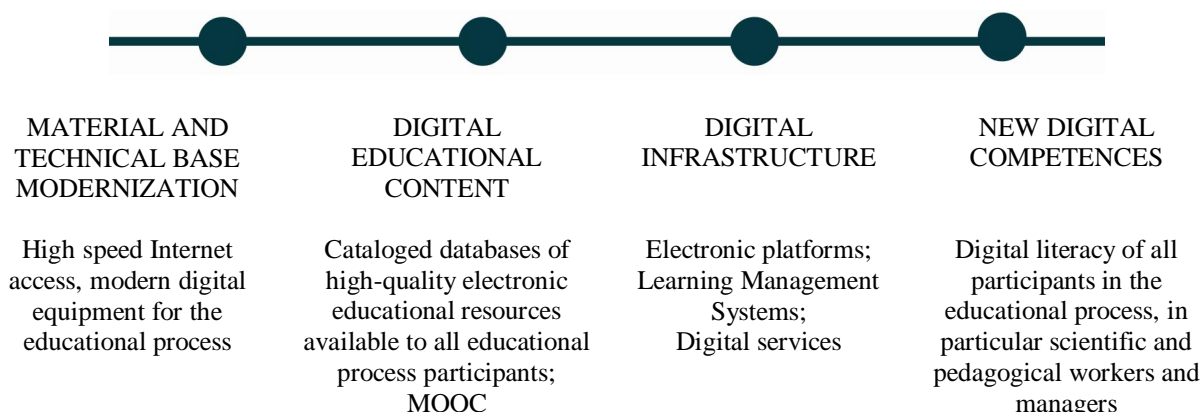 MATERIAL AND
TECHNICAL BASE
MODERNIZATION
High speed Internet
access, modern digital
equipment for the
educational process
DIGITAL
EDUCATIONAL
CONTENT
Cataloged databases of
high-quality electronic
educational resources
available to all educational
process participants;
MOOC
DIGITAL
INFRASTRUCTURE
Electronic platforms;
Learning Management
Systems;
Digital services
NEW DIGITAL
COMPETENCES
Digital literacy of all
participants in the
educational process, in
particular scientific and
pedagogical workers and
managers